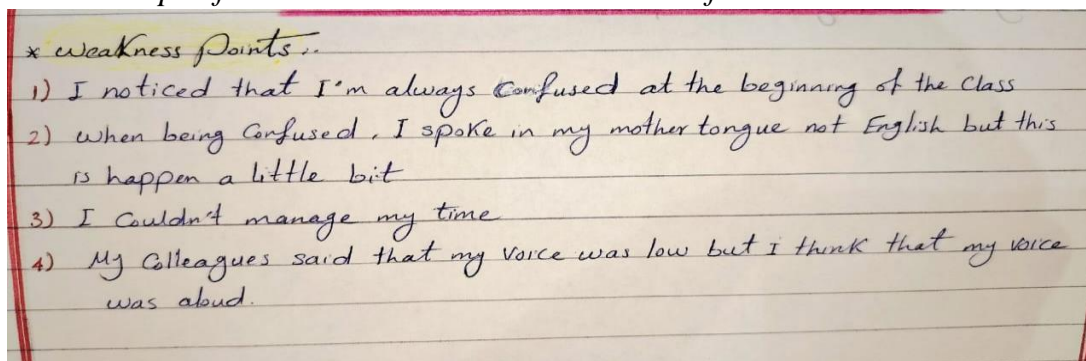 * Weakness Points..
1) I noticed that I'm always Confused at the beginning of the Class
2) when being Confused, I spoke in my mother tongue not English but this
is happen a little bit
3) I Couldn't manage my time
4) My Colleagues said that my Voice was low but i think that my voice
was aloud.